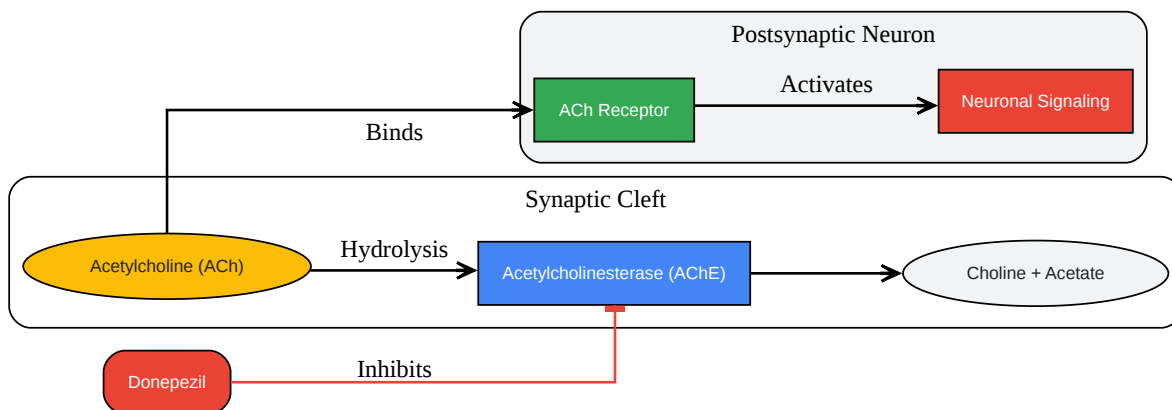 Postsynaptic Neuron
ACh Receptor
Activates
Neuronal Signaling
Binds
Synaptic Cleft
Acetylcholine (ACh)
Hydrolysis
Acetylcholinesterase (AChE)
Choline + Acetate
Donepezil
Inhibits